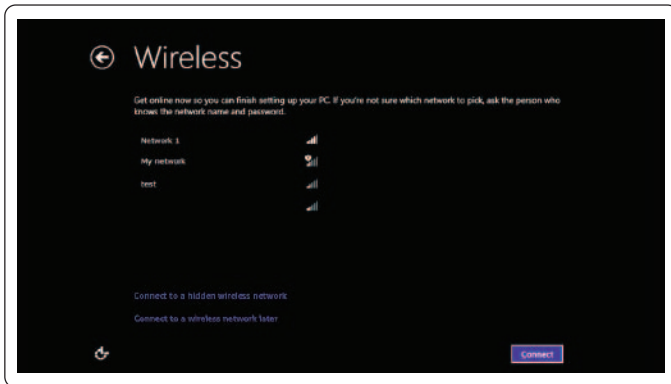 Wireless
Get online now so you can finish setting up your PC. If you're not sure which network to pick, ask the person who
knows the network name and password.
Network 1
My network
test
Connect to a hidden wireless network
Connect to a wireless network later
Connect